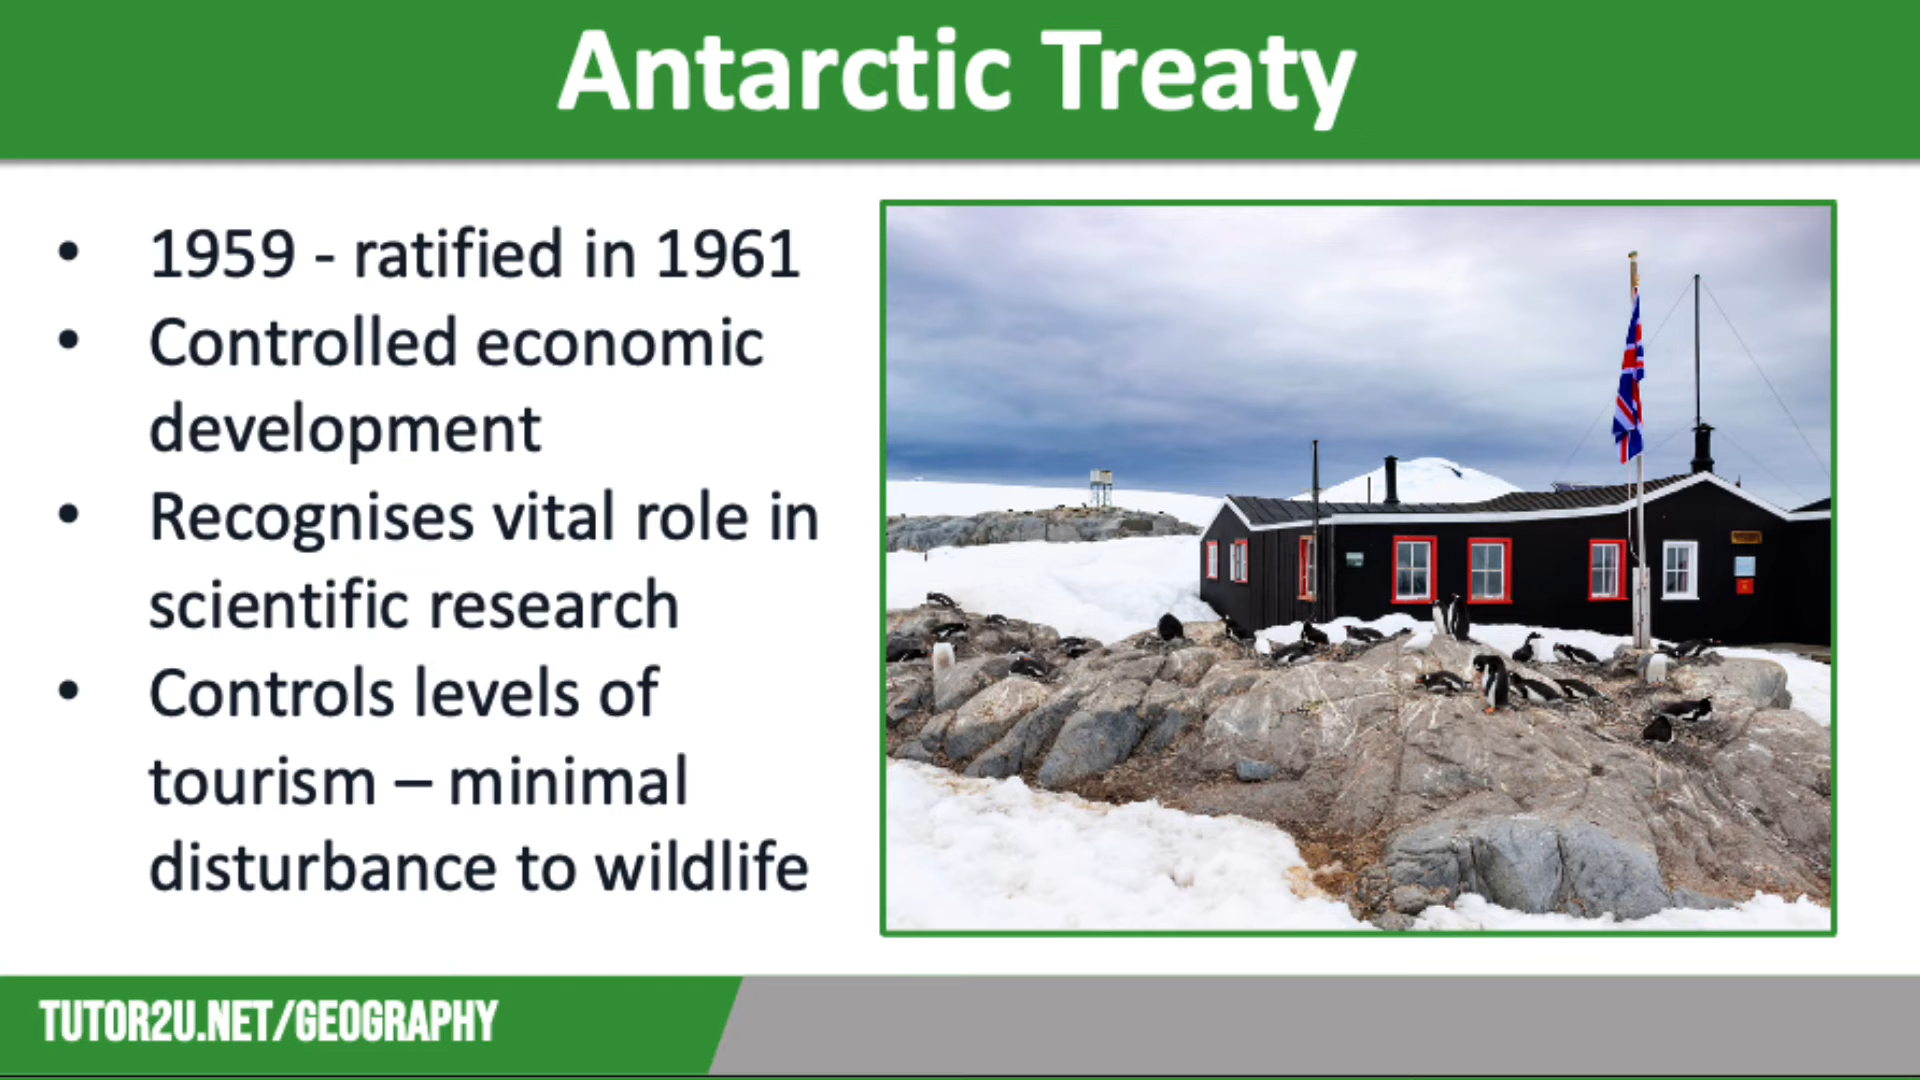 Antarctic Treaty
• 1959 - ratified in 1961
• Controlled economic
development
• Recognises vital role in
scientific research
• Controls levels of
tourism – minimal
disturbance to wildlife
TUTOR2U.NET/GEOGRAPHY